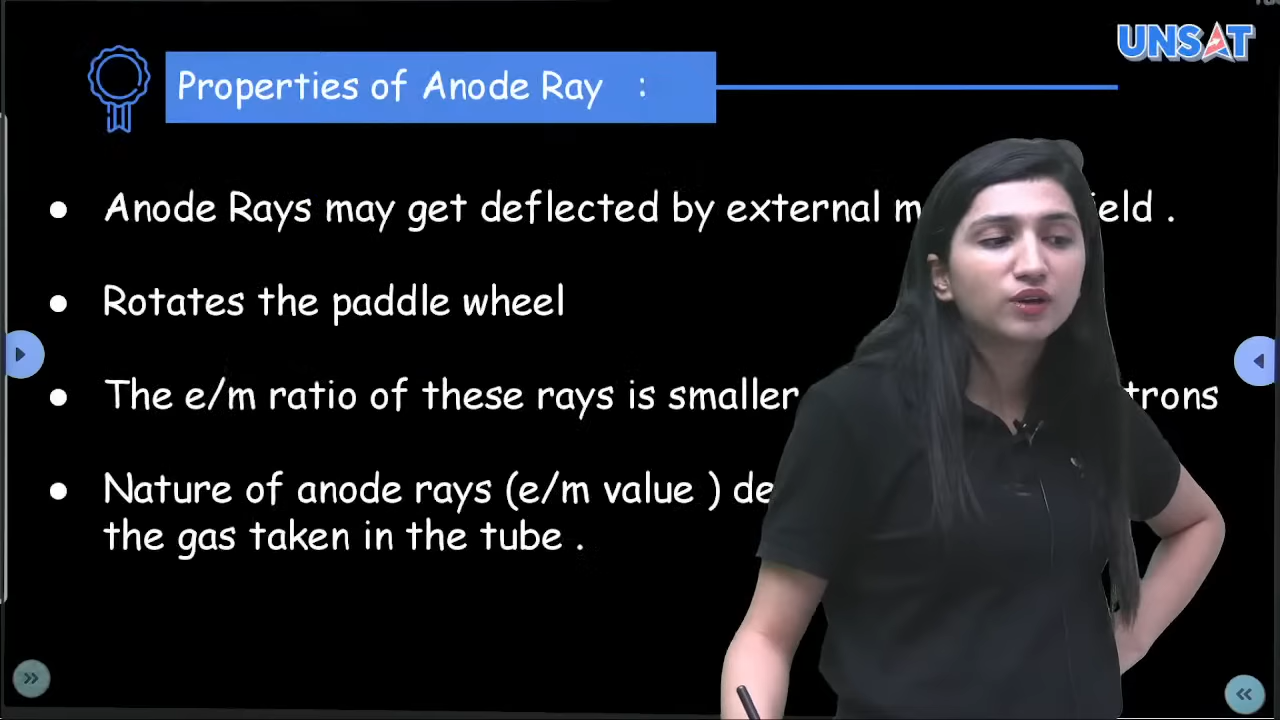 UNSAT
Properties of Anode Ray :
Anode Rays may get deflected by external ield .
Rotates the paddle wheel
The e/m ratio of these rays is smaller trons
Nature of anode rays (e/m value ) de
the gas taken in the tube .